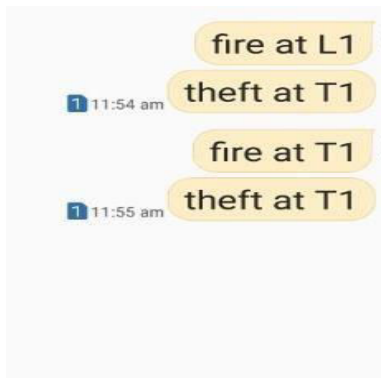 fire at L1
1 11:54 am theft at T1
fire at T1
1 11:55 am theft at T1